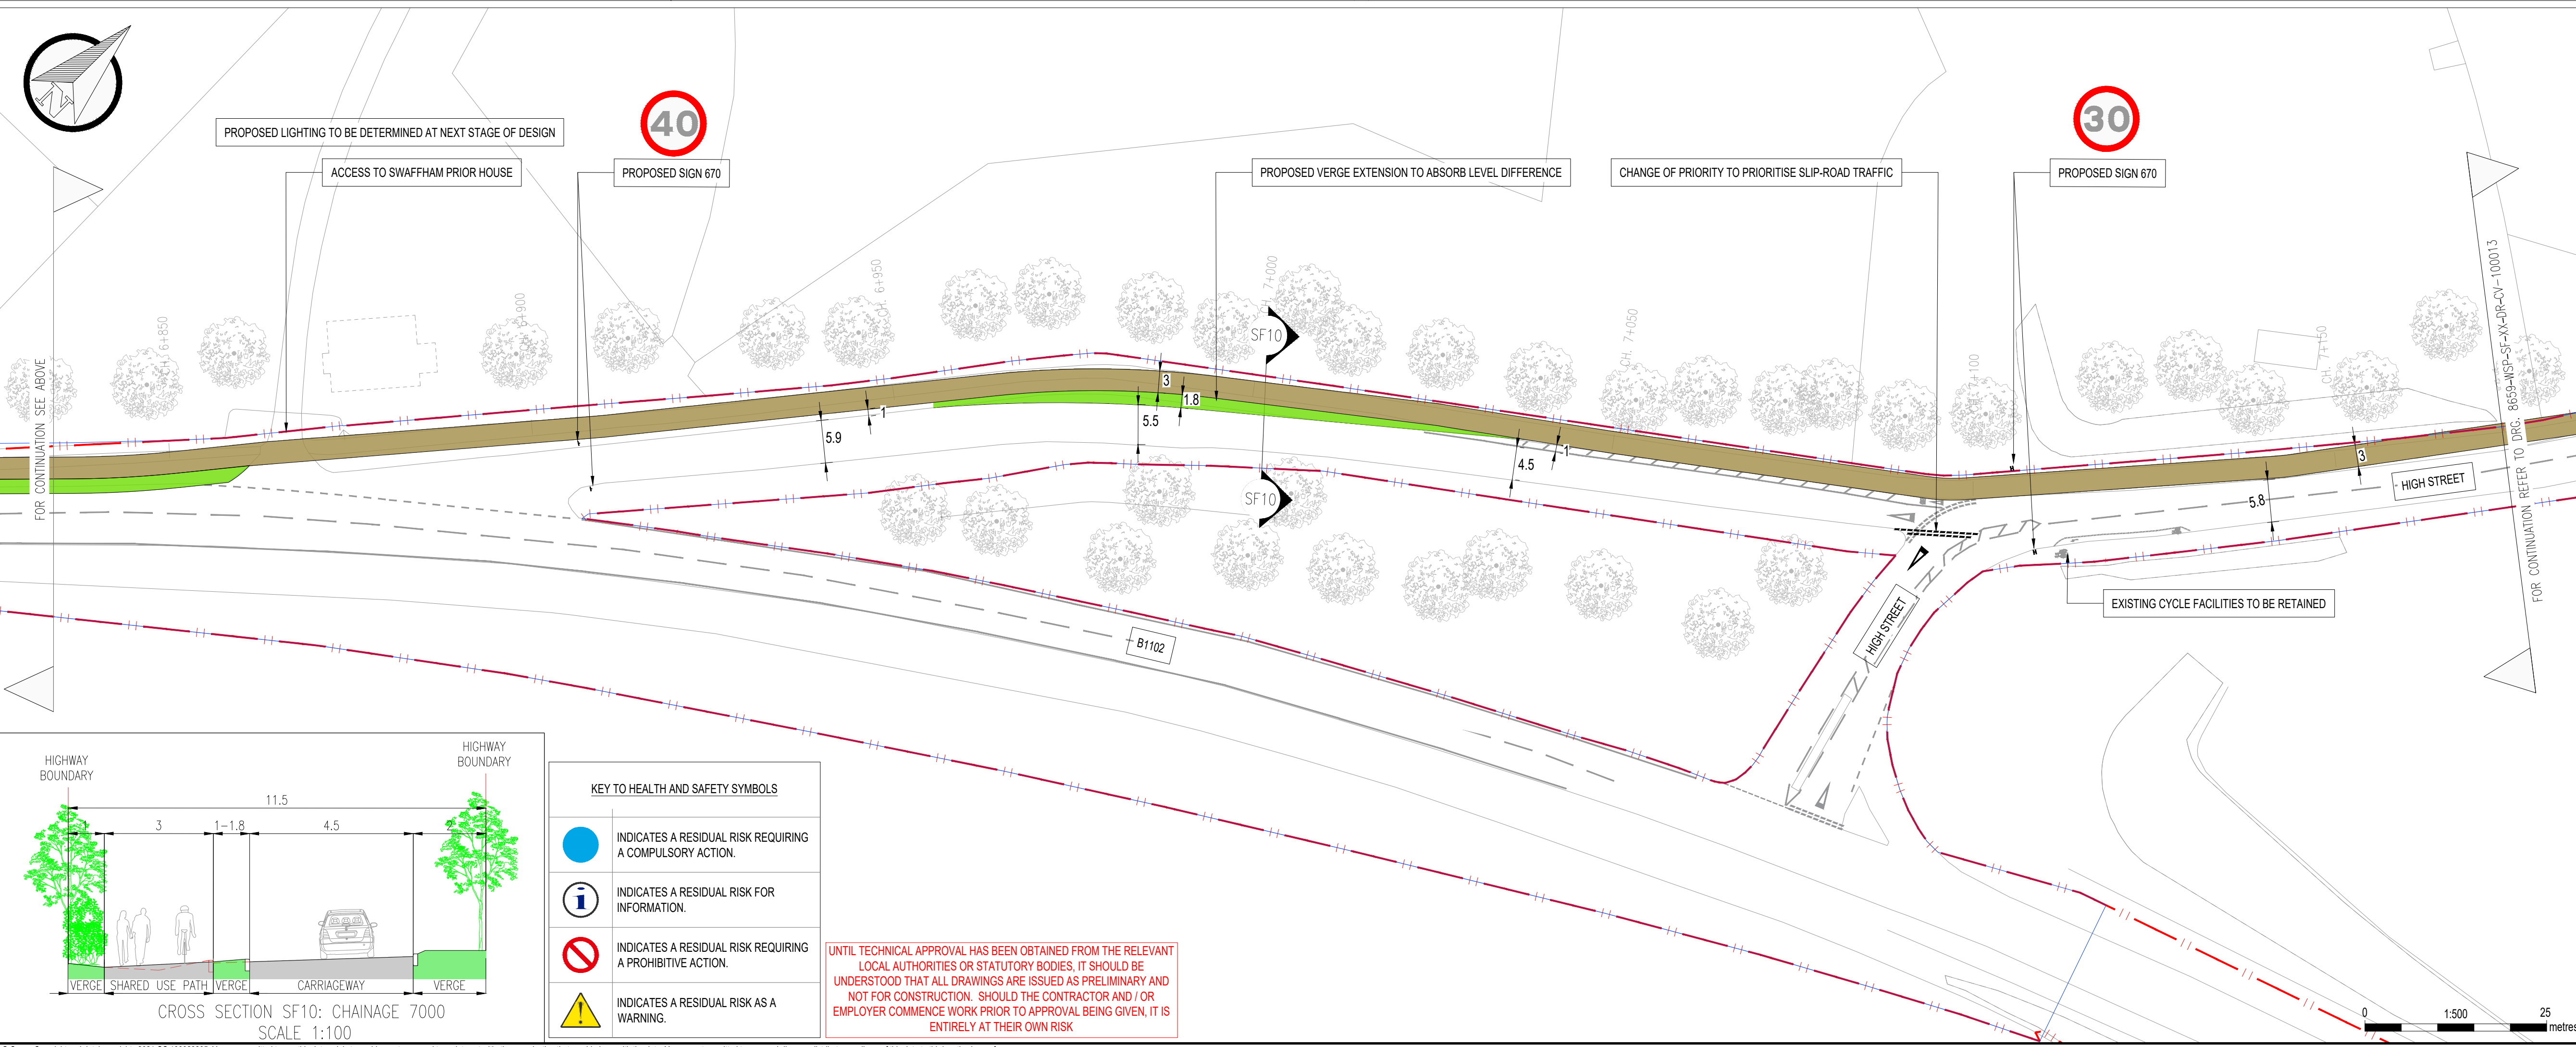 N
40
30
PROPOSED LIGHTING TO BE DETERMINED AT NEXT STAGE OF DESIGN
ACCESS TO SWAFFHAM PRIOR HOUSE
PROPOSED SIGN 670
PROPOSED VERGE EXTENSION TO ABSORB LEVEL DIFFERENCE
CHANGE OF PRIORITY TO PRIORITISE SLIP-ROAD TRAFFIC
PROPOSED SIGN 670
FOR CONTINUATION SEE ABOVE
CH. 6+850
6+900
CH. 6+950
7+000
CH. 7+050
7+100
SF10
SF10
3
1.8
1
5.9
5.5
4.5
1
3
5.8
HIGH STREET
HIGH STREET
B1102
EXISTING CYCLE FACILITIES TO BE RETAINED
FOR CONTINUATION REFER TO DRG. 8659-WSP-SF-XX-DR-CV-100013
HIGHWAY
BOUNDARY
HIGHWAY
BOUNDARY
11.5
3
1-1.8
4.5
VERGE
SHARED USE PATH
VERGE
CARRIAGEWAY
VERGE
CROSS SECTION SF10: CHAINAGE 7000
SCALE 1:100
KEY TO HEALTH AND SAFETY SYMBOLS
INDICATES A RESIDUAL RISK REQUIRING
A COMPULSORY ACTION.
i
INDICATES A RESIDUAL RISK FOR
INFORMATION.
INDICATES A RESIDUAL RISK REQUIRING
A PROHIBITIVE ACTION.
!
INDICATES A RESIDUAL RISK AS A
WARNING.
UNTIL TECHNICAL APPROVAL HAS BEEN OBTAINED FROM THE RELEVANT
LOCAL AUTHORITIES OR STATUTORY BODIES, IT SHOULD BE
UNDERSTOOD THAT ALL DRAWINGS ARE ISSUED AS PRELIMINARY AND
NOT FOR CONSTRUCTION. SHOULD THE CONTRACTOR AND / OR
EMPLOYER COMMENCE WORK PRIOR TO APPROVAL BEING GIVEN, IT IS
ENTIRELY AT THEIR OWN RISK
0
1:500
25
metres